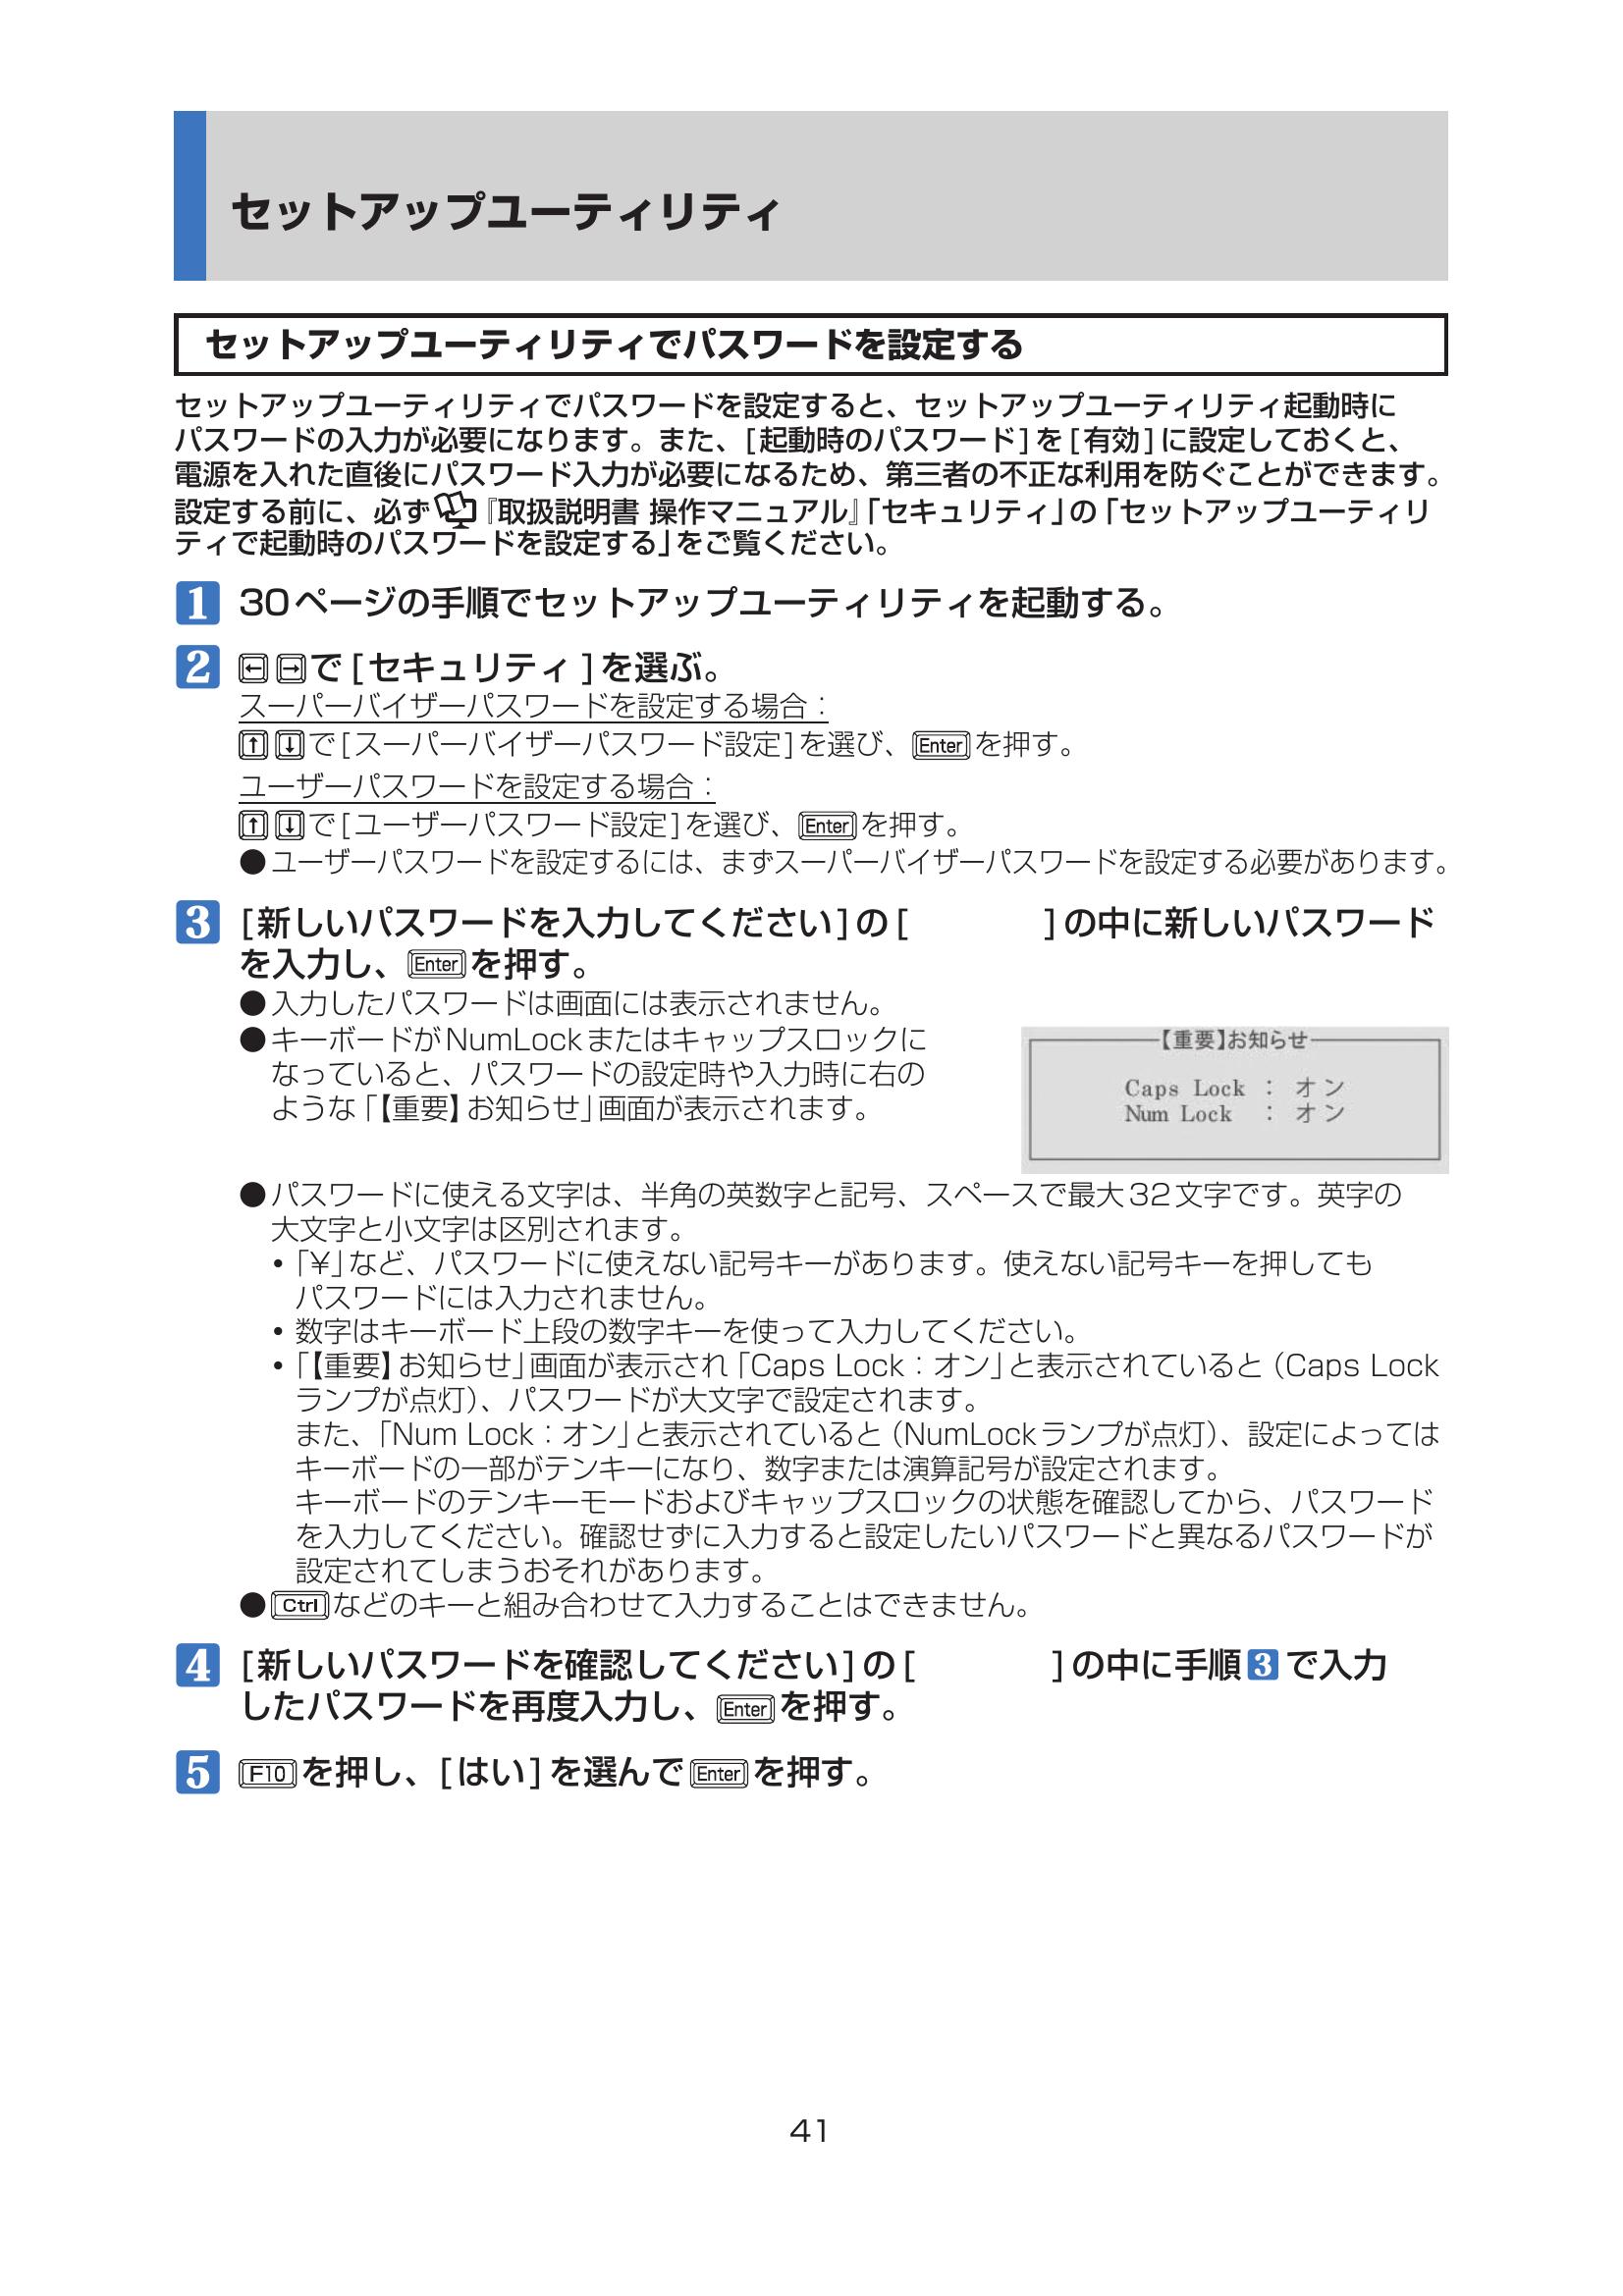 セットアップユーティリティ
セットアップユーティリティでパスワードを設定する
セットアップユーティリティでパスワードを設定すると、セットアップユーティリティ起動時に
パスワードの入力が必要になります。また、[起動時のパスワード]を[有効]に設定しておくと、
電源を入れた直後にパスワード入力が必要になるため、第三者の不正な利用を防ぐことができます。
設定する前に、必ず『取扱説明書 操作マニュアル』「セキュリティ」の「セットアップユーティリ
ティで起動時のパスワードを設定する」をご覧ください。
1 30ページの手順でセットアップユーティリティを起動する。
2 ←→で[セキュリティ]を選ぶ。
スーパーバイザーパスワードを設定する場合：
↑↓で[スーパーバイザーパスワード設定]を選び、Enterを押す。
ユーザーパスワードを設定する場合：
↑↓で[ユーザーパスワード設定]を選び、Enterを押す。
●ユーザーパスワードを設定するには、まずスーパーバイザーパスワードを設定する必要があります。
3 [新しいパスワードを入力してください]の[　　　　]の中に新しいパスワード
を入力し、Enterを押す。
●入力したパスワードは画面には表示されません。
●キーボードがNumLockまたはキャップスロックに
なっていると、パスワードの設定時や入力時に右の
ような「【重要】お知らせ」画面が表示されます。
【重要】お知らせ
Caps Lock ： オン
Num Lock ： オン
●パスワードに使える文字は、半角の英数字と記号、スペースで最大32文字です。英字の
大文字と小文字は区別されます。
・「¥」など、パスワードに使えない記号キーがあります。使えない記号キーを押しても
パスワードには入力されません。
・数字はキーボード上段の数字キーを使って入力してください。
・「【重要】お知らせ」画面が表示され「Caps Lock：オン」と表示されていると（Caps Lock
ランプが点灯）、パスワードが大文字で設定されます。
また、「Num Lock：オン」と表示されていると（NumLockランプが点灯）、設定によっては
キーボードの一部がテンキーになり、数字または演算記号が設定されます。
キーボードのテンキーモードおよびキャップスロックの状態を確認してから、パスワード
を入力してください。確認せずに入力すると設定したいパスワードと異なるパスワードが
設定されてしまうおそれがあります。
●Ctrlなどのキーと組み合わせて入力することはできません。
4 [新しいパスワードを確認してください]の[　　　　]の中に手順3で入力
したパスワードを再度入力し、Enterを押す。
5 F10を押し、[はい]を選んでEnterを押す。
41